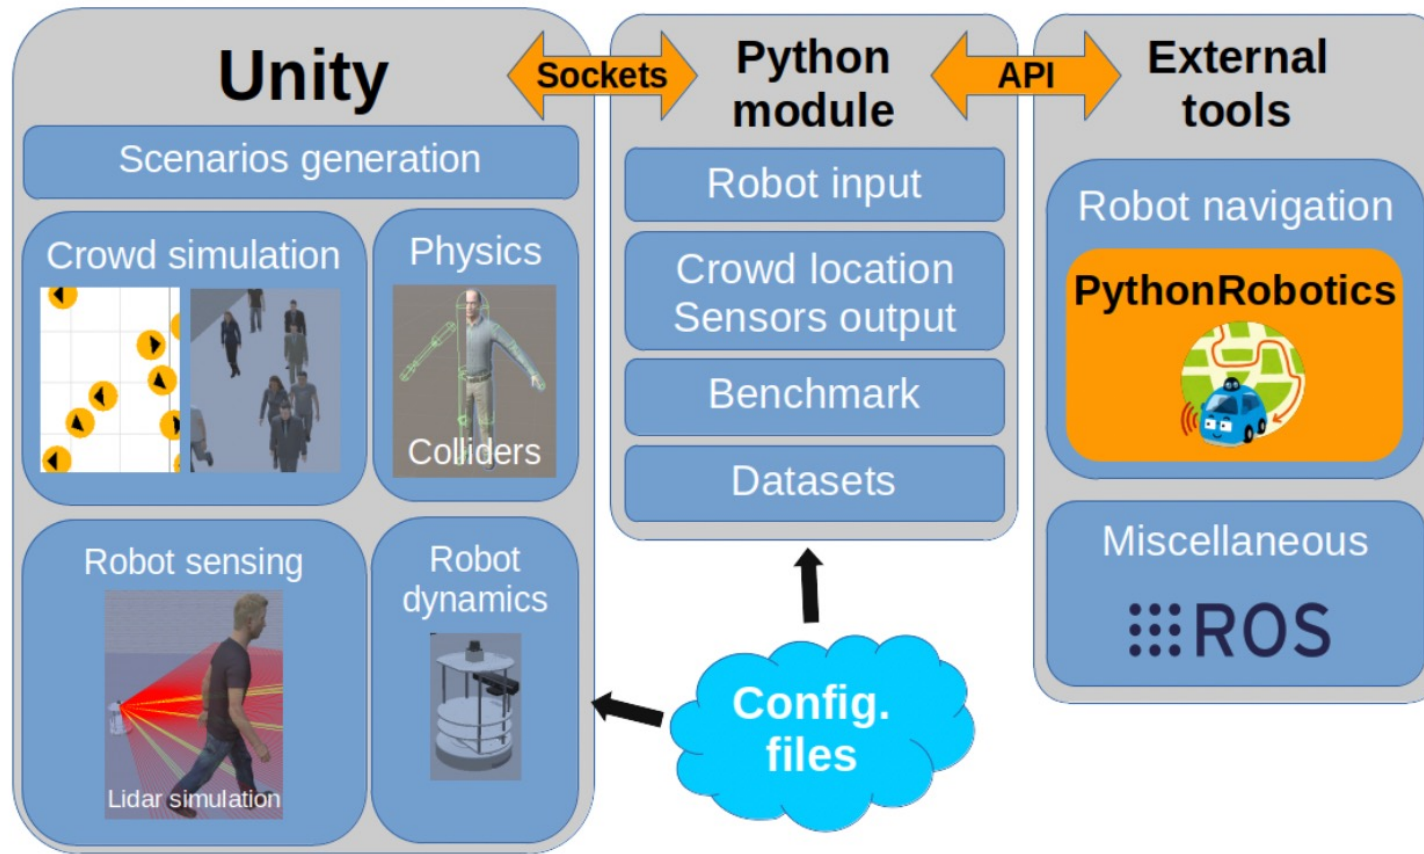 Unity
Sockets
Python
module
API
External
tools
Scenarios generation
Crowd simulation
Physics
Colliders
Robot sensing
Lidar simulation
Robot
dynamics
Robot input
Crowd location
Sensors output
Benchmark
Datasets
Config.
files
Robot navigation
PythonRobotics
Miscellaneous
ROS